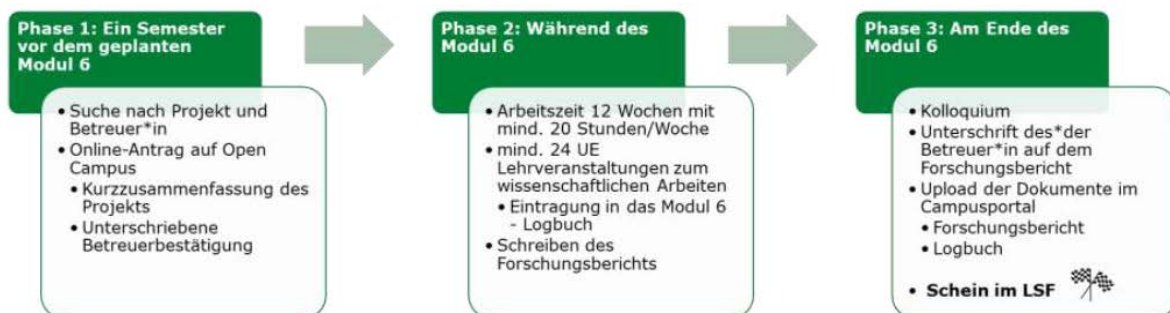 Phase 1: Ein Semester
vor dem geplanten
Modul 6
• Suche nach Projekt und
Betreuer*in
• Online-Antrag auf Open
Campus
• Kurzzusammenfassung des
Projekts
• Unterschriebene
Betreuerbestätigung
Phase 2: Während des
Modul 6
• Arbeitszeit 12 Wochen mit
mind. 20 Stunden/Woche
• mind. 24 UE
Lehrveranstaltungen zum
wissenschaftlichen Arbeiten
• Eintragung in das Modul 6
- Logbuch
• Schreiben des
Forschungsberichts
Phase 3: Am Ende des
Modul 6
• Kolloquium
• Unterschrift des*der
Betreuer*in auf dem
Forschungsbericht
• Upload der Dokumente im
Campusportal
• Forschungsbericht
• Logbuch
• Schein im LSF